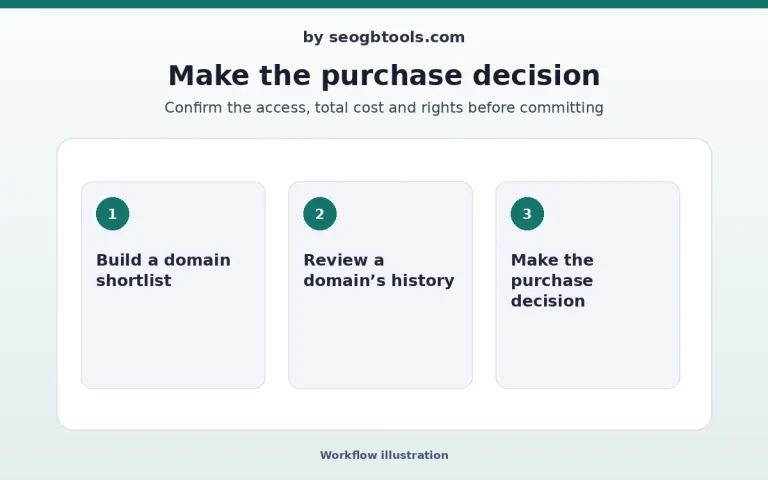 by seogbtools.com
Make the purchase decision
Confirm the access, total cost and rights before committing
1
Build a domain
shortlist
2
Review a
domain’s history
3
Make the
purchase
decision
Workflow illustration